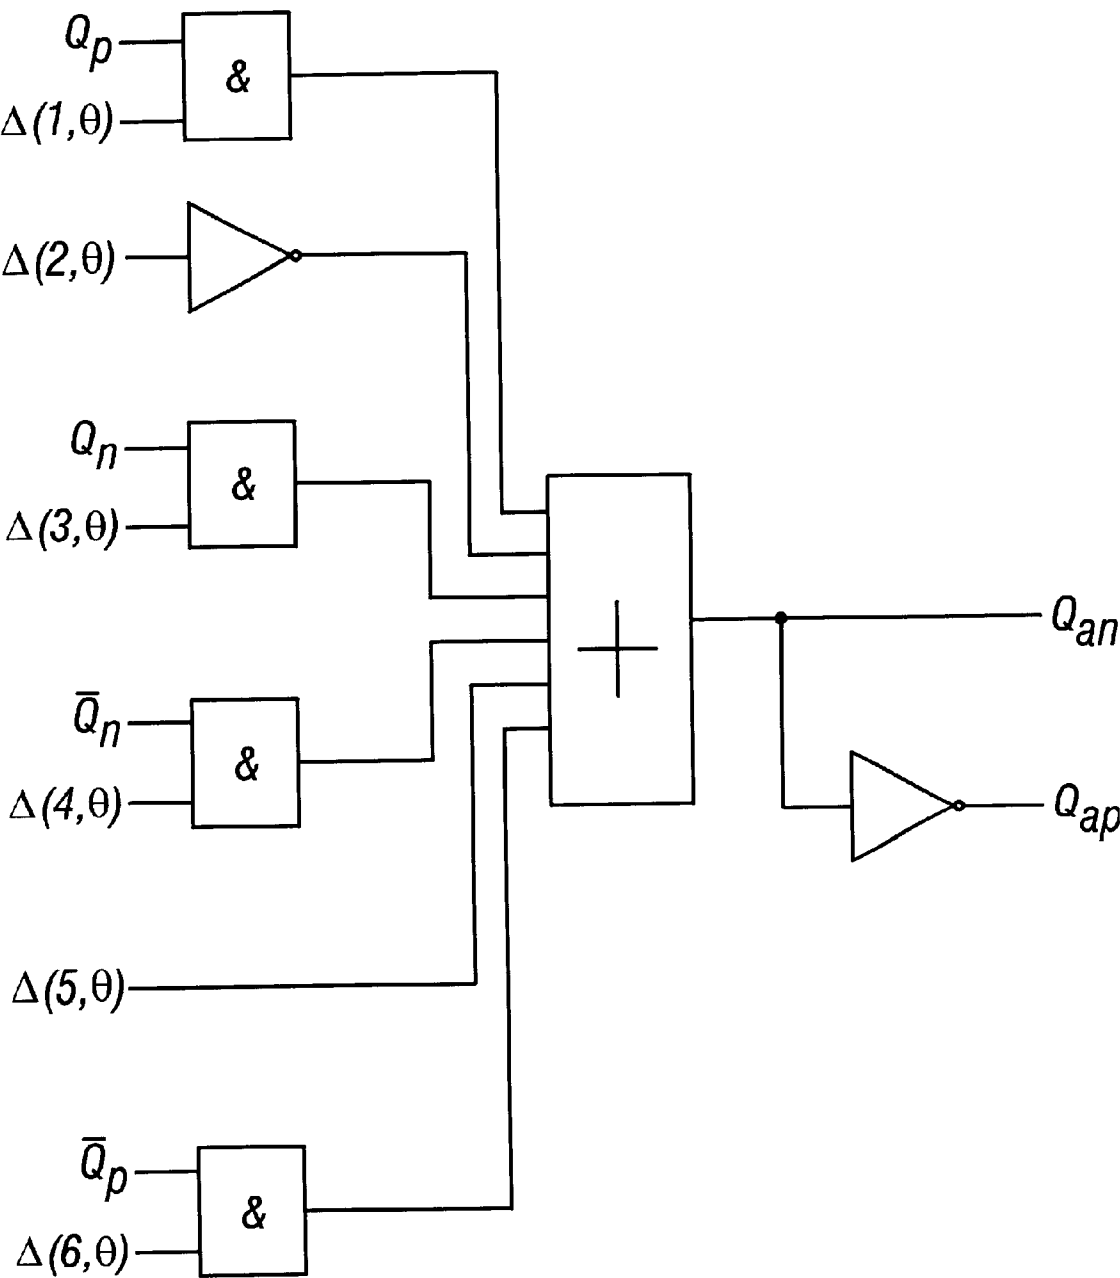 Qp
&
Δ(1,θ)
Δ(2,θ)
Qn
&
Δ(3,θ)
+
Qan
Q̅n
&
Δ(4,θ)
Qap
Δ(5,θ)
Q̅p
&
Δ(6,θ)